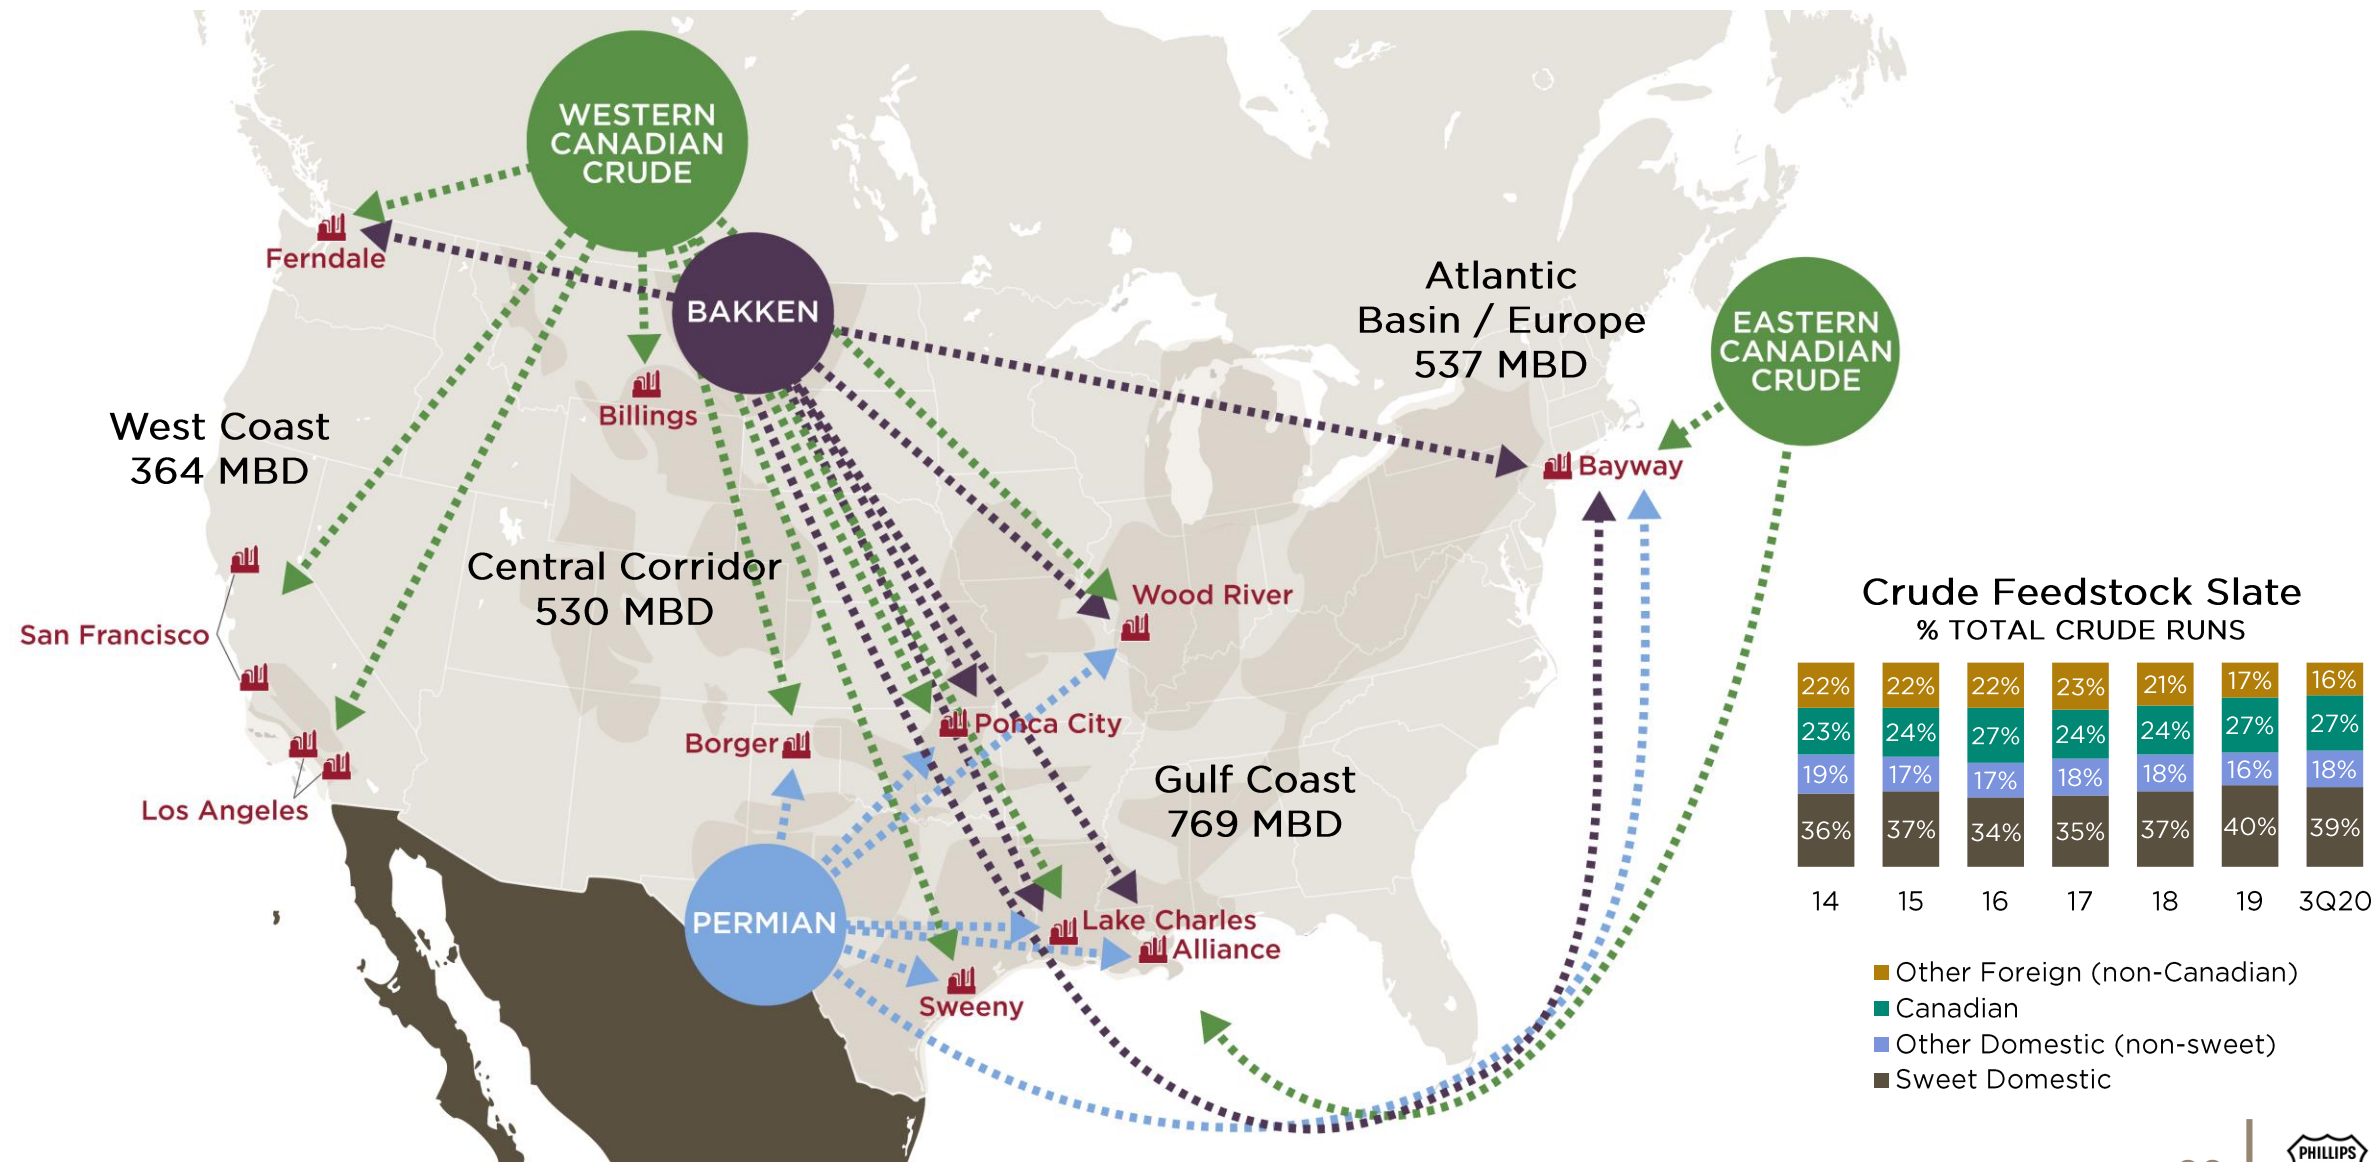 WESTERN
CANADIAN
CRUDE
Ferndale
BAKKEN
Atlantic
Basin / Europe
537 MBD
EASTERN
CANADIAN
CRUDE
Billings
West Coast
364 MBD
Bayway
Central Corridor
530 MBD
Wood River
San Francisco
Ponca City
Borger
Los Angeles
Gulf Coast
769 MBD
PERMIAN
Lake Charles
Alliance
Sweeny
Crude Feedstock Slate
% TOTAL CRUDE RUNS
22% 22% 22% 23% 21% 17% 16%
23% 24% 27% 24% 24% 27% 27%
19% 17% 17% 18% 18% 16% 18%
36% 37% 34% 35% 37% 40% 39%
14 15 16 17 18 19 3Q20
Other Foreign (non-Canadian)
Canadian
Other Domestic (non-sweet)
Sweet Domestic
PHILLIPS